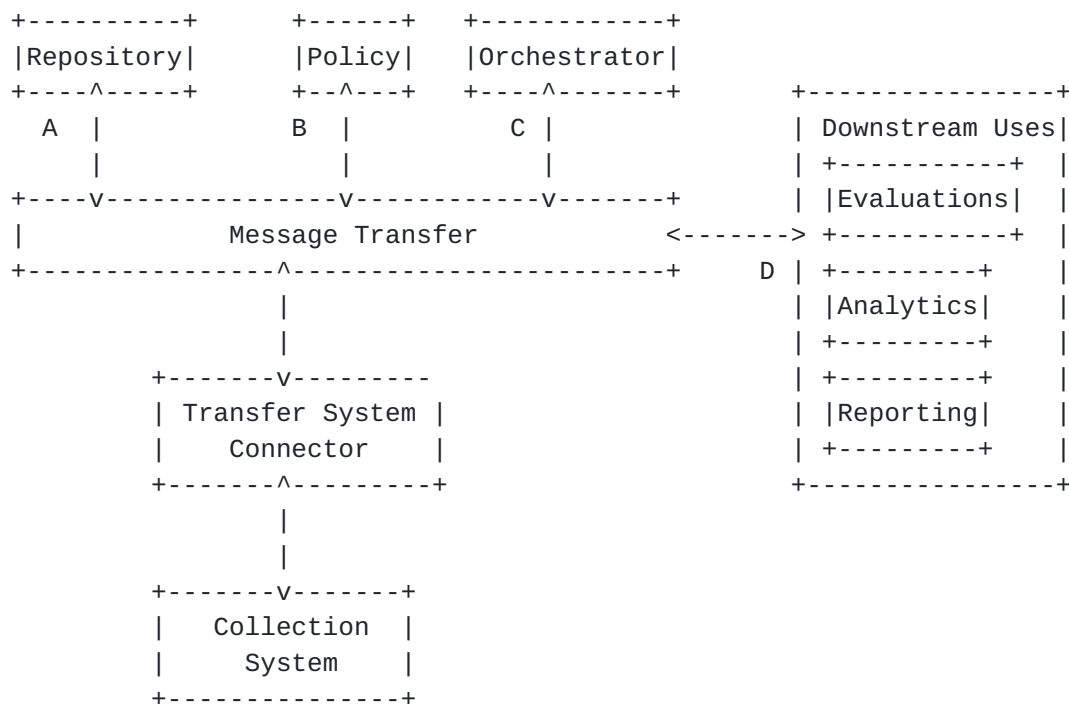 +----------+      +------+   +------------+
|Repository|      |Policy|   |Orchestrator|
+----^-----+      +--^---+   +----^-------+       +----------------+
  A  |            B  |          C |               | Downstream Uses|
     |               |            |               | +-----------+  |
+----v---------------v------------v-------+       | |Evaluations|  |
|             Message Transfer            <-------> +-----------+  |
+----------------^------------------------+     D | +---------+    |
                 |                                | |Analytics|    |
                 |                                | +---------+    |
         +-------v---------                       | +---------+    |
         | Transfer System |                      | |Reporting|    |
         |    Connector    |                      | +---------+    |
         +-------^---------+                      +----------------+
                 |
                 |
         +-------v-------+
         |   Collection  |
         |     System    |
         +---------------+